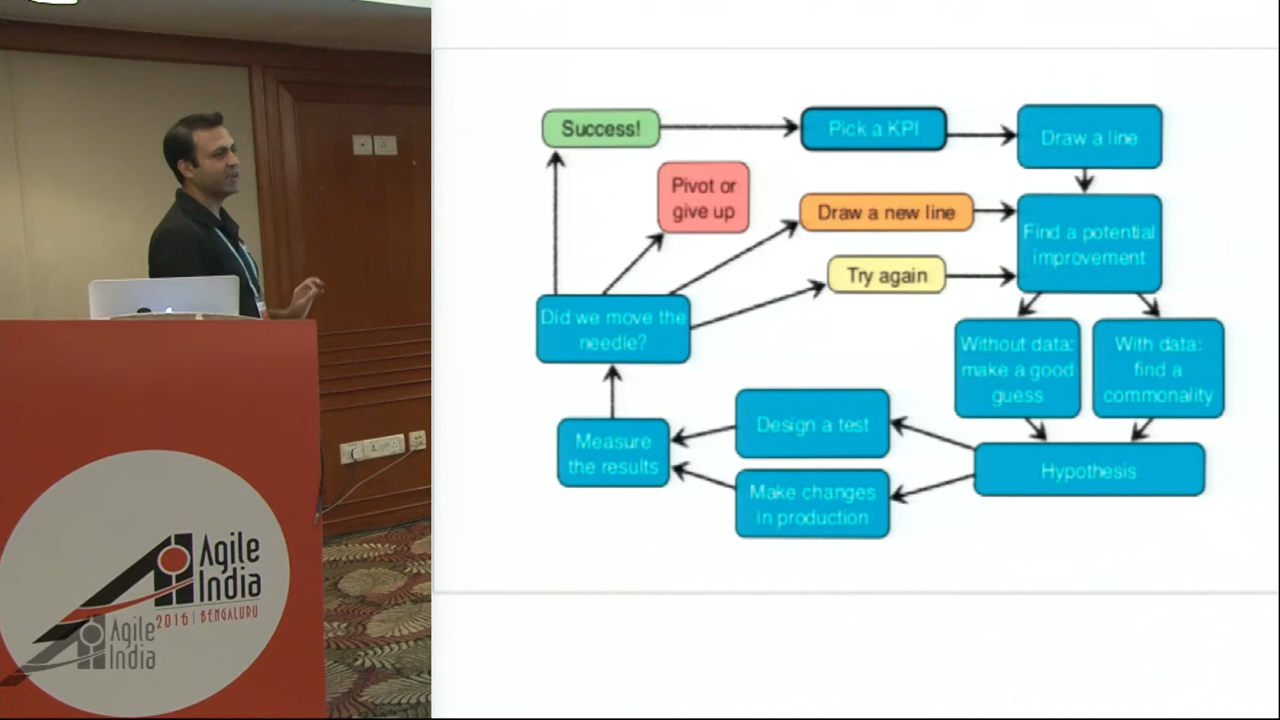 Success!
Pick a KPI
Draw a line
Pivot or
give up
Draw a new line
Find a potential
improvement
Try again
Did we move the
needle?
Without data:
make a good
guess
With data:
find a
commonality
Design a test
Measure
the results
Hypothesis
Make changes
in production
Agile
India
2016 | BENGALURU
Agile
India